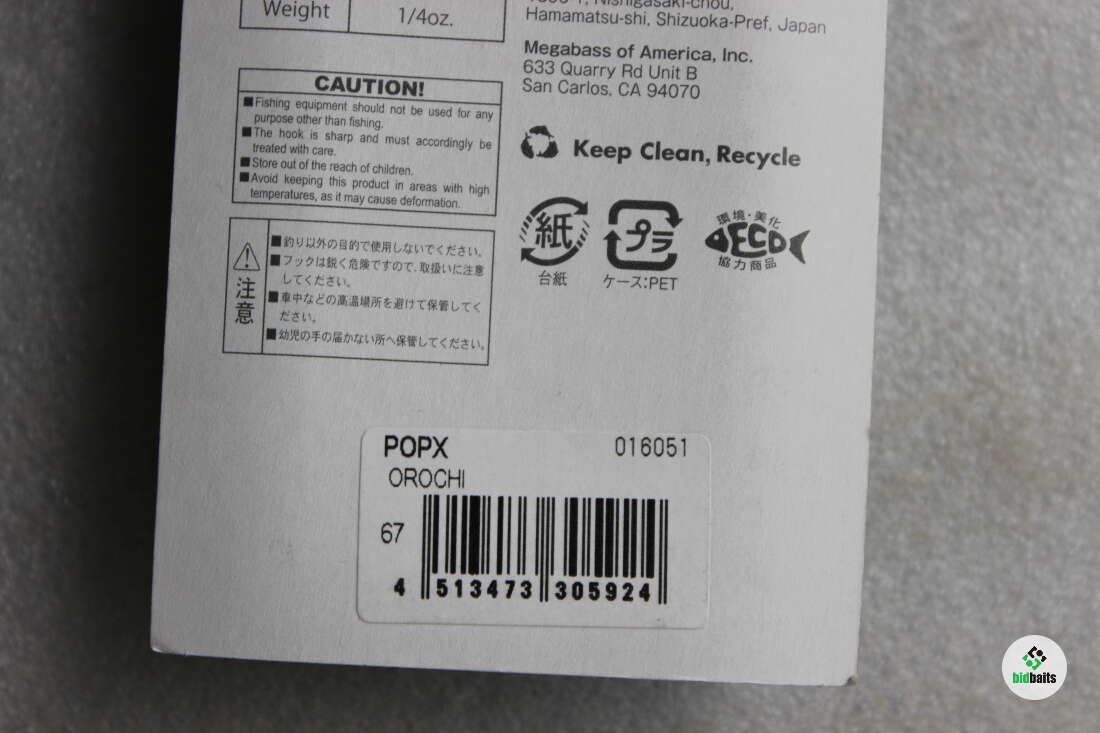 Weight
1/4oz.
Nishigasaki-chou,
Hamamatsu-shi, Shizuoka-Pref, Japan
Megabass of America, Inc.
633 Quarry Rd Unit B
San Carlos, CA 94070
CAUTION!
■Fishing equipment should not be used for any
purpose other than fishing.
■The hook is sharp and must accordingly be
treated with care.
■Store out of the reach of children.
■Avoid keeping this product in areas with high
temperatures, as it may cause deformation.
Keep Clean, Recycle
紙
台紙
プラ
ケース:PET
環境・美化
ECO
協力商品
注意
■釣り以外の目的で使用しないでください。
■フックは鋭く危険ですので、取扱いに注意
してください。
■車中などの高温場所を避けて保管してく
ださい。
■幼児の手の届かない所へ保管してください。
POPX
016051
OROCHI
67
4 513473 305924
bidbaits